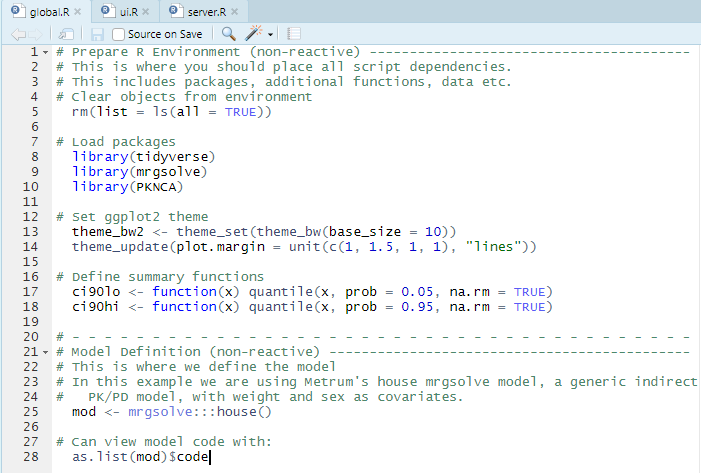 global.R × ui.R × server.R ×
Source on Save
1 # Prepare R Environment (non-reactive) ----------------------------------------
2 # This is where you should place all script dependencies.
3 # This includes packages, additional functions, data etc.
4 # Clear objects from environment
5 rm(list = ls(all = TRUE))
6
7 # Load packages
8 library(tidyverse)
9 library(mrgsolve)
10 library(PKNCA)
11
12 # Set ggplot2 theme
13 theme_bw2 <- theme_set(theme_bw(base_size = 10))
14 theme_update(plot.margin = unit(c(1, 1.5, 1, 1), "lines"))
15
16 # Define summary functions
17 ci90lo <- function(x) quantile(x, prob = 0.05, na.rm = TRUE)
18 ci90hi <- function(x) quantile(x, prob = 0.95, na.rm = TRUE)
19
20 # - - - - - - - - - - - - - - - - - - - - - - - - - - - - - - - - - - - - - - -
21 # Model Definition (non-reactive) ---------------------------------------------
22 # This is where we define the model
23 # In this example we are using Metrum's house mrgsolve model, a generic indirect
24 #   PK/PD model, with weight and sex as covariates.
25 mod <- mrgsolve:::house()
26
27 # Can view model code with:
28 as.list(mod)$code